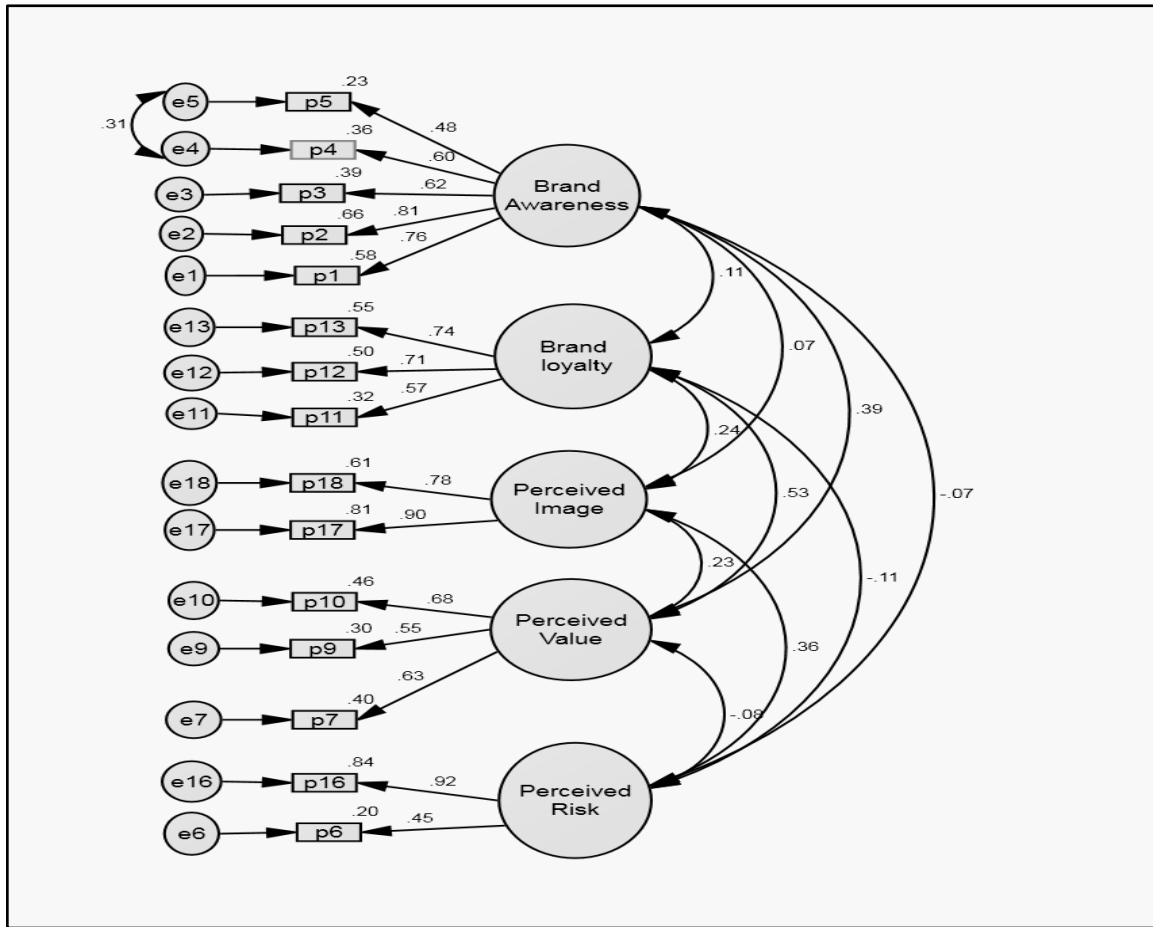 .23
e5
p5
.48
.31
.36
e4
p4
.60
.39
e3
p3
.62
Brand
Awareness
.66
e2
p2
.81
.58
e1
p1
.76
.11
.55
e13
p13
.74
.07
.50
e12
p12
.71
Brand
loyalty
.32
e11
p11
.57
.39
.24
.61
e18
p18
.78
.53
-.07
.81
e17
p17
.90
Perceived
Image
.23
-.11
.46
e10
p10
.68
.30
e9
p9
.55
Perceived
Value
.36
.40
e7
p7
.63
-.08
.84
e16
p16
.92
Perceived
Risk
.20
e6
p6
.45